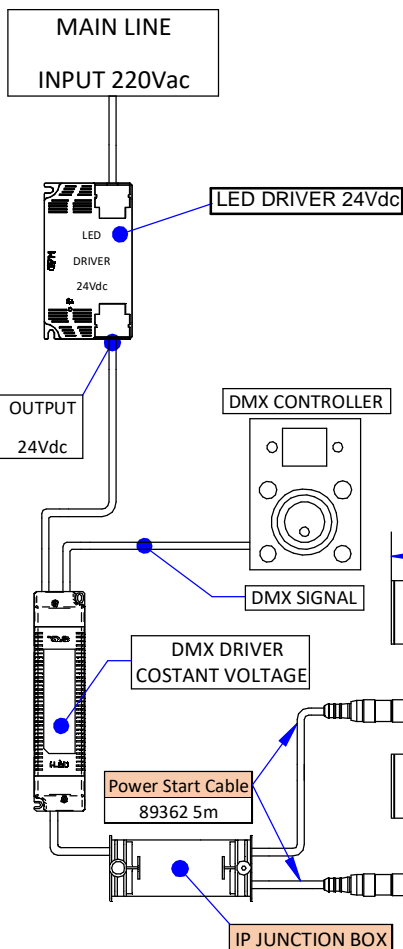 MAIN LINE
INPUT 220Vac
LED DRIVER 24Vdc
LED
DRIVER
24Vdc
OUTPUT
24Vdc
DMX CONTROLLER
DMX SIGNAL
DMX DRIVER
COSTANT VOLTAGE
Power Start Cable
89362 5m
IP JUNCTION BOX